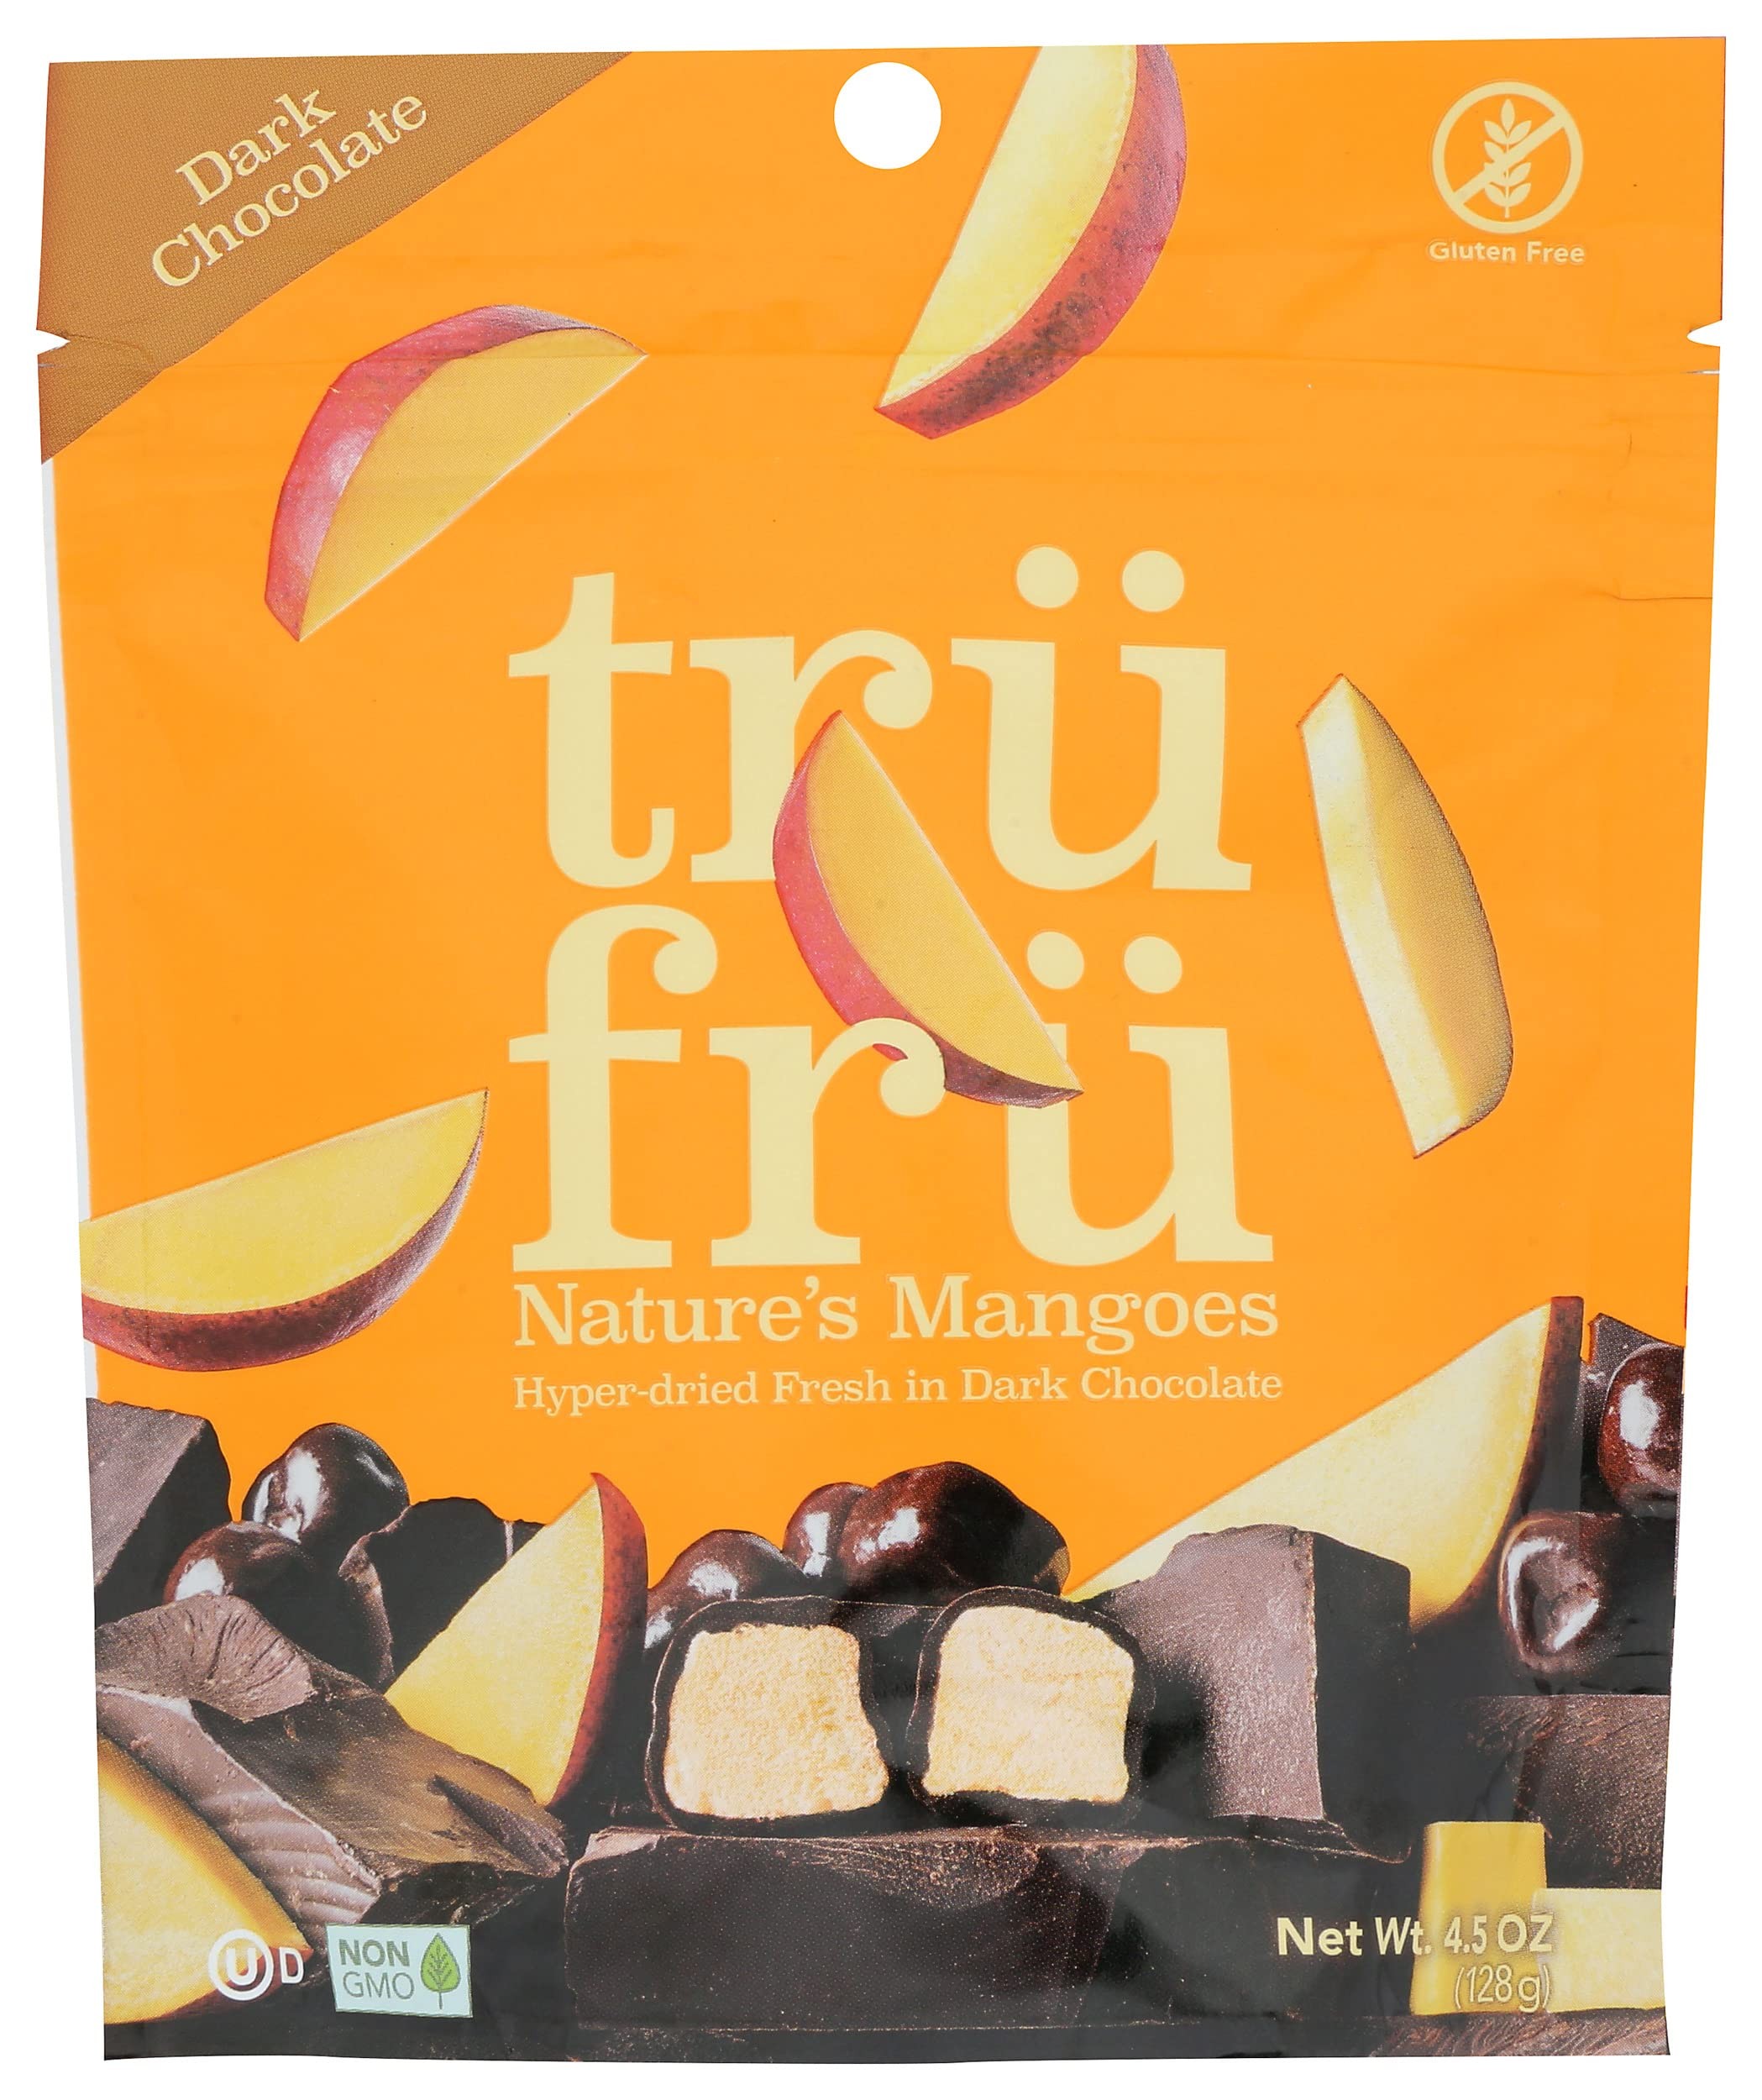 Dark
Chocolate
Gluten Free
trü
frü
Nature's Mangoes
Hyper-dried Fresh in Dark Chocolate
U D
NON
GMO
Net Wt. 4.5 OZ
(128 g)